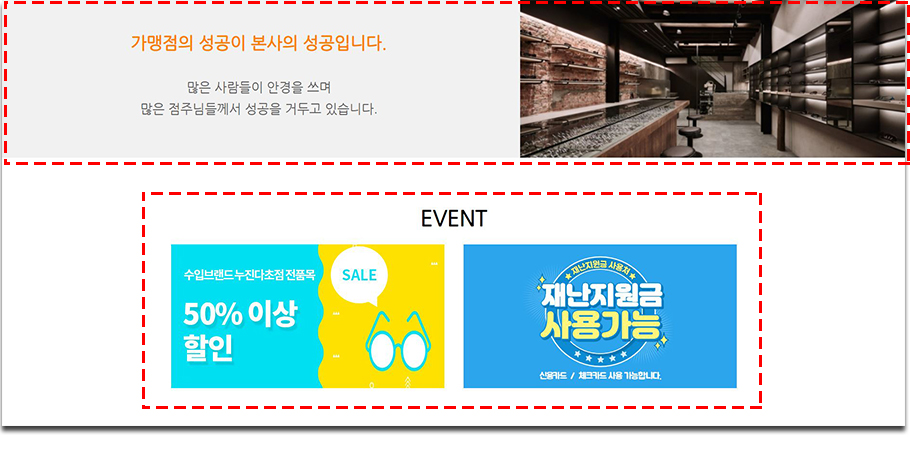 가맹점의 성공이 본사의 성공입니다.
많은 사람들이 안경을 쓰며
많은 점주님들께서 성공을 거두고 있습니다.
EVENT
수입브랜드 누진다초점 전품목
SALE
50% 이상
할인
재난지원금 사용처
재난지원금
사용가능
신용카드 / 체크카드 사용 가능합니다.